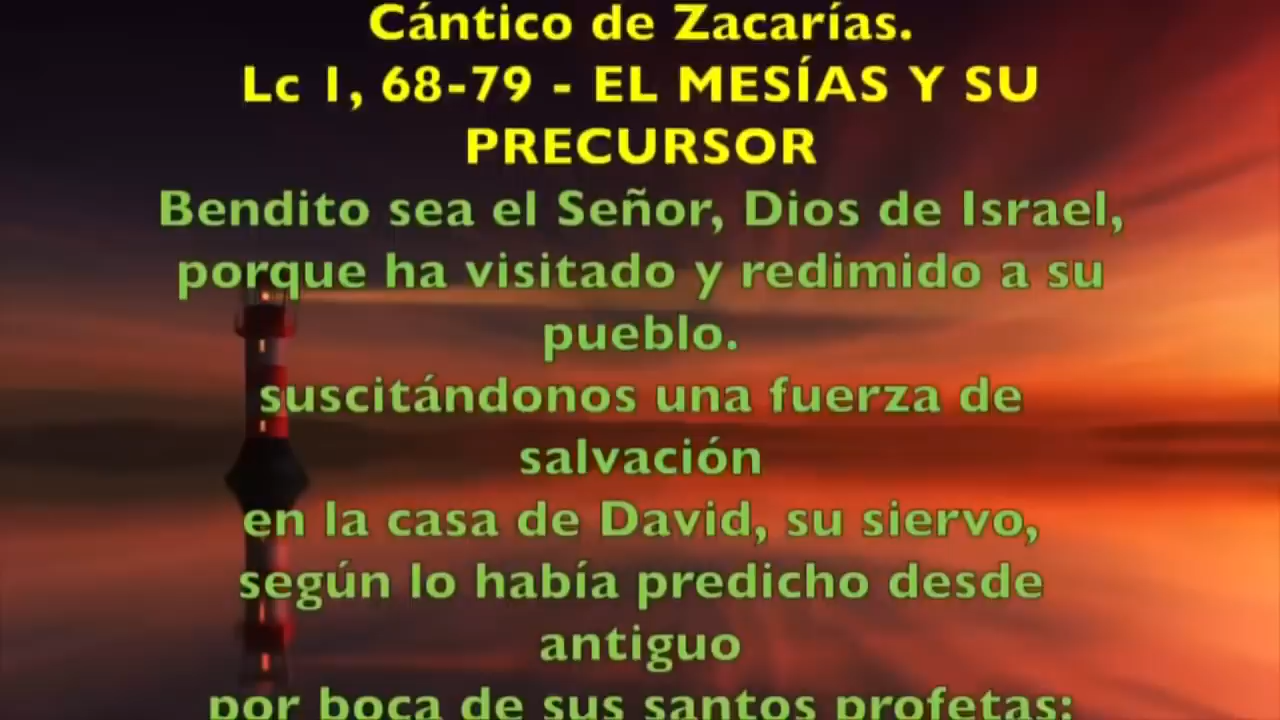 Cántico de Zacarías.
Lc 1, 68-79 - EL MESÍAS Y SU
PRECURSOR
Bendito sea el Señor, Dios de Israel,
porque ha visitado y redimido a su
pueblo.
suscitándonos una fuerza de
salvación
en la casa de David, su siervo,
según lo había predicho desde
antiguo
por boca de sus santos profetas: